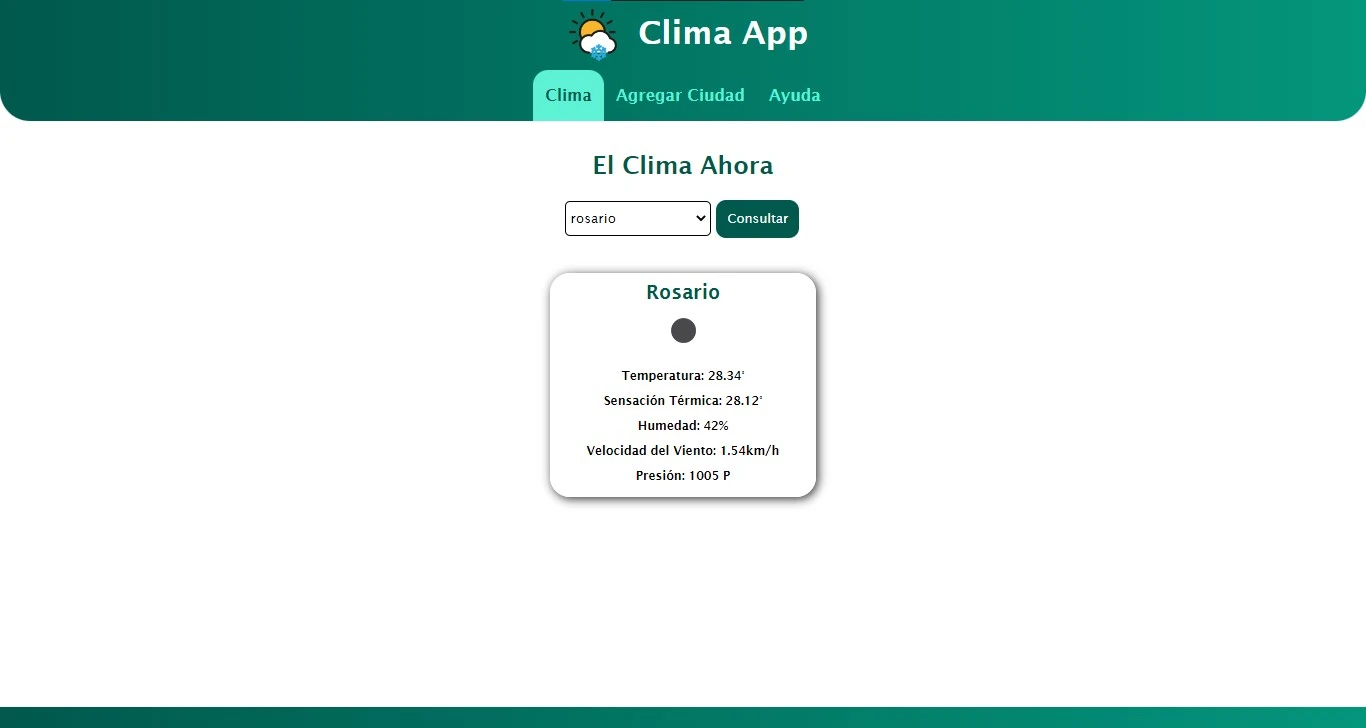 Clima App
Clima Agregar Ciudad Ayuda
El Clima Ahora
rosario Consultar
Rosario
Temperatura: 28.34°
Sensación Térmica: 28.12°
Humedad: 42%
Velocidad del Viento: 1.54km/h
Presión: 1005 P